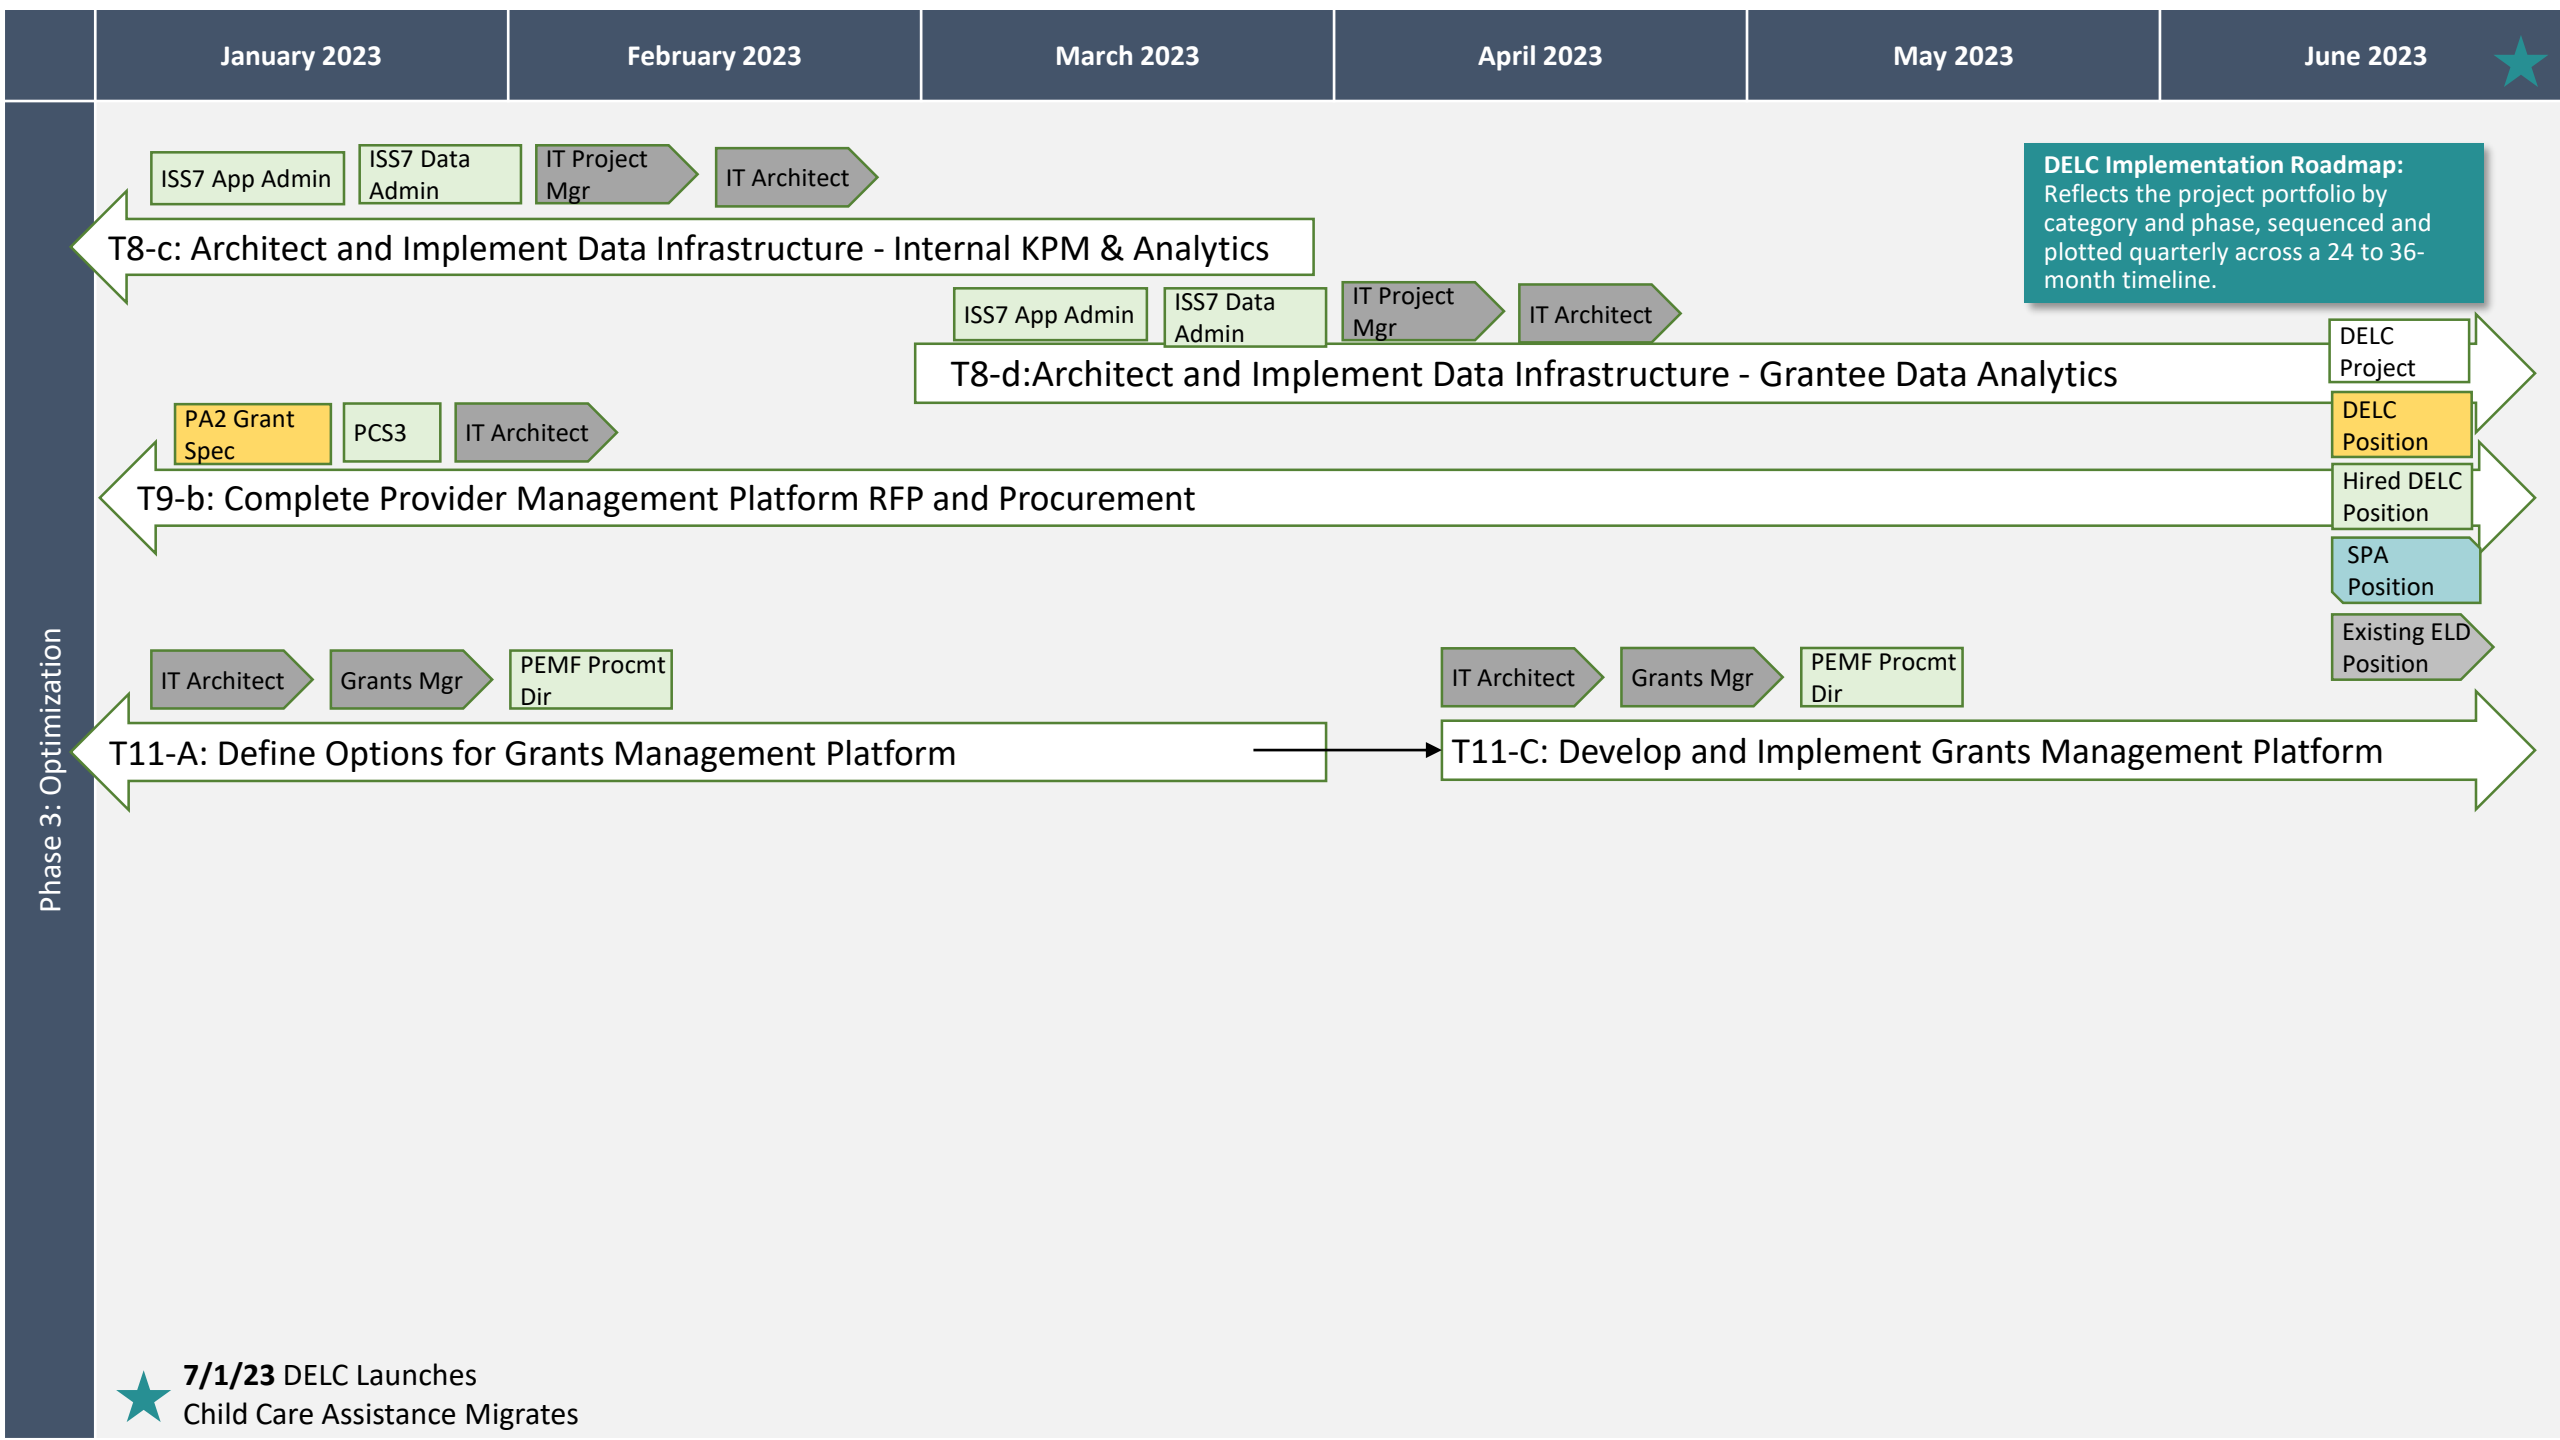 January 2023
February 2023
March 2023
April 2023
May 2023
June 2023
Phase 3: Optimization
ISS7 App Admin
ISS7 Data
Admin
IT Project
Mgr
IT Architect
T8-c: Architect and Implement Data Infrastructure - Internal KPM & Analytics
DELC Implementation Roadmap:
Reflects the project portfolio by
category and phase, sequenced and
plotted quarterly across a 24 to 36-
month timeline.
ISS7 App Admin
ISS7 Data
Admin
IT Project
Mgr
IT Architect
T8-d:Architect and Implement Data Infrastructure - Grantee Data Analytics
DELC
Project
DELC
Position
Hired DELC
Position
SPA
Position
Existing ELD
Position
PA2 Grant
Spec
PCS3
IT Architect
T9-b: Complete Provider Management Platform RFP and Procurement
IT Architect
Grants Mgr
PEMF Procmt
Dir
T11-A: Define Options for Grants Management Platform
IT Architect
Grants Mgr
PEMF Procmt
Dir
T11-C: Develop and Implement Grants Management Platform
7/1/23 DELC Launches
Child Care Assistance Migrates